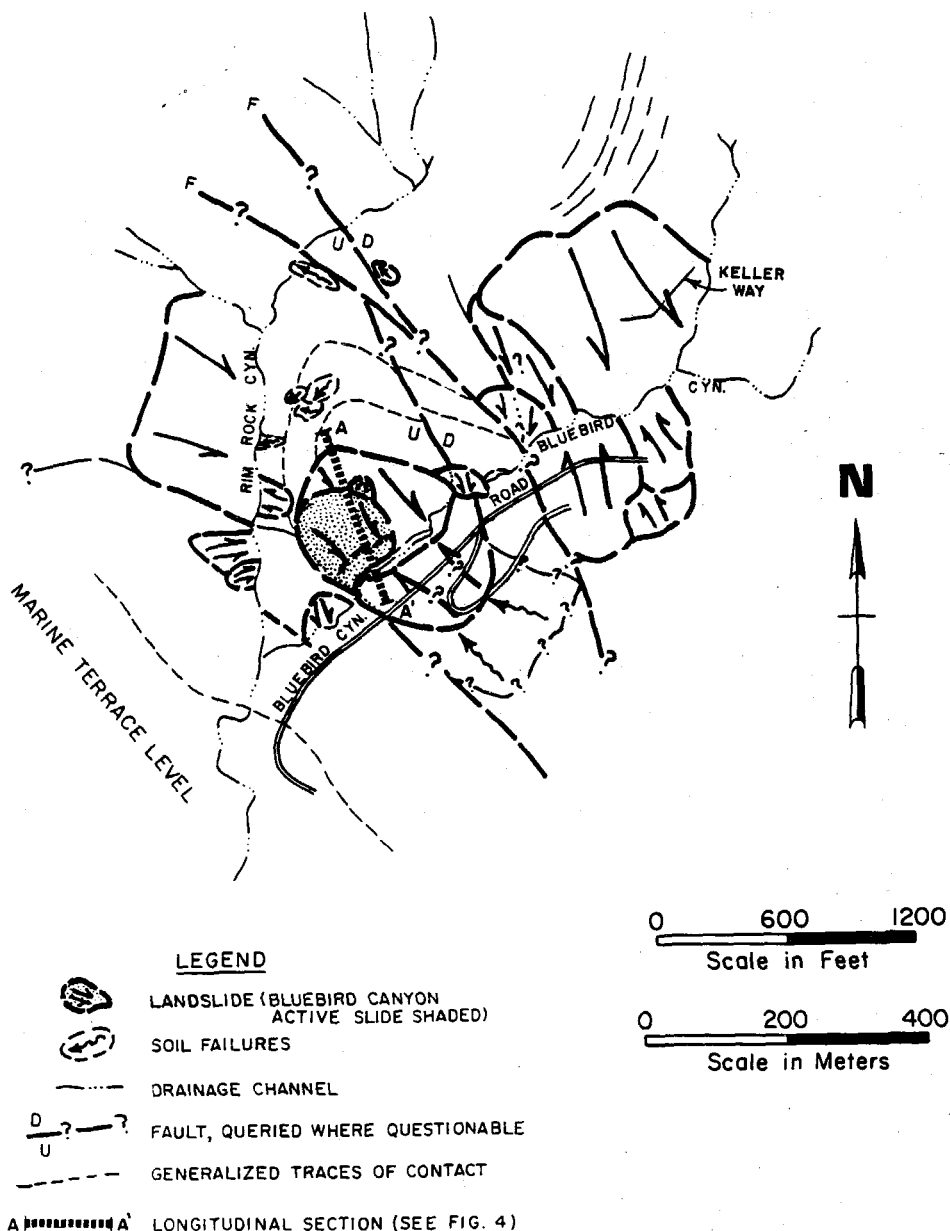 F
F
?
?
?
U D
KELLER
WAY
?
?
?
RIM ROCK CYN.
A
U D
?
BLUEBIRD
CYN.
ROAD
?
N
A'
?
?
?
?
?
?
?
?
?
BLUEBIRD CYN.
MARINE TERRACE LEVEL
0 600 1200
Scale in Feet
0 200 400
Scale in Meters
LEGEND
LANDSLIDE (BLUEBIRD CANYON
ACTIVE SLIDE SHADED)
SOIL FAILURES
DRAINAGE CHANNEL
D
U ? ? FAULT, QUERIED WHERE QUESTIONABLE
GENERALIZED TRACES OF CONTACT
A A' LONGITUDINAL SECTION (SEE FIG. 4)